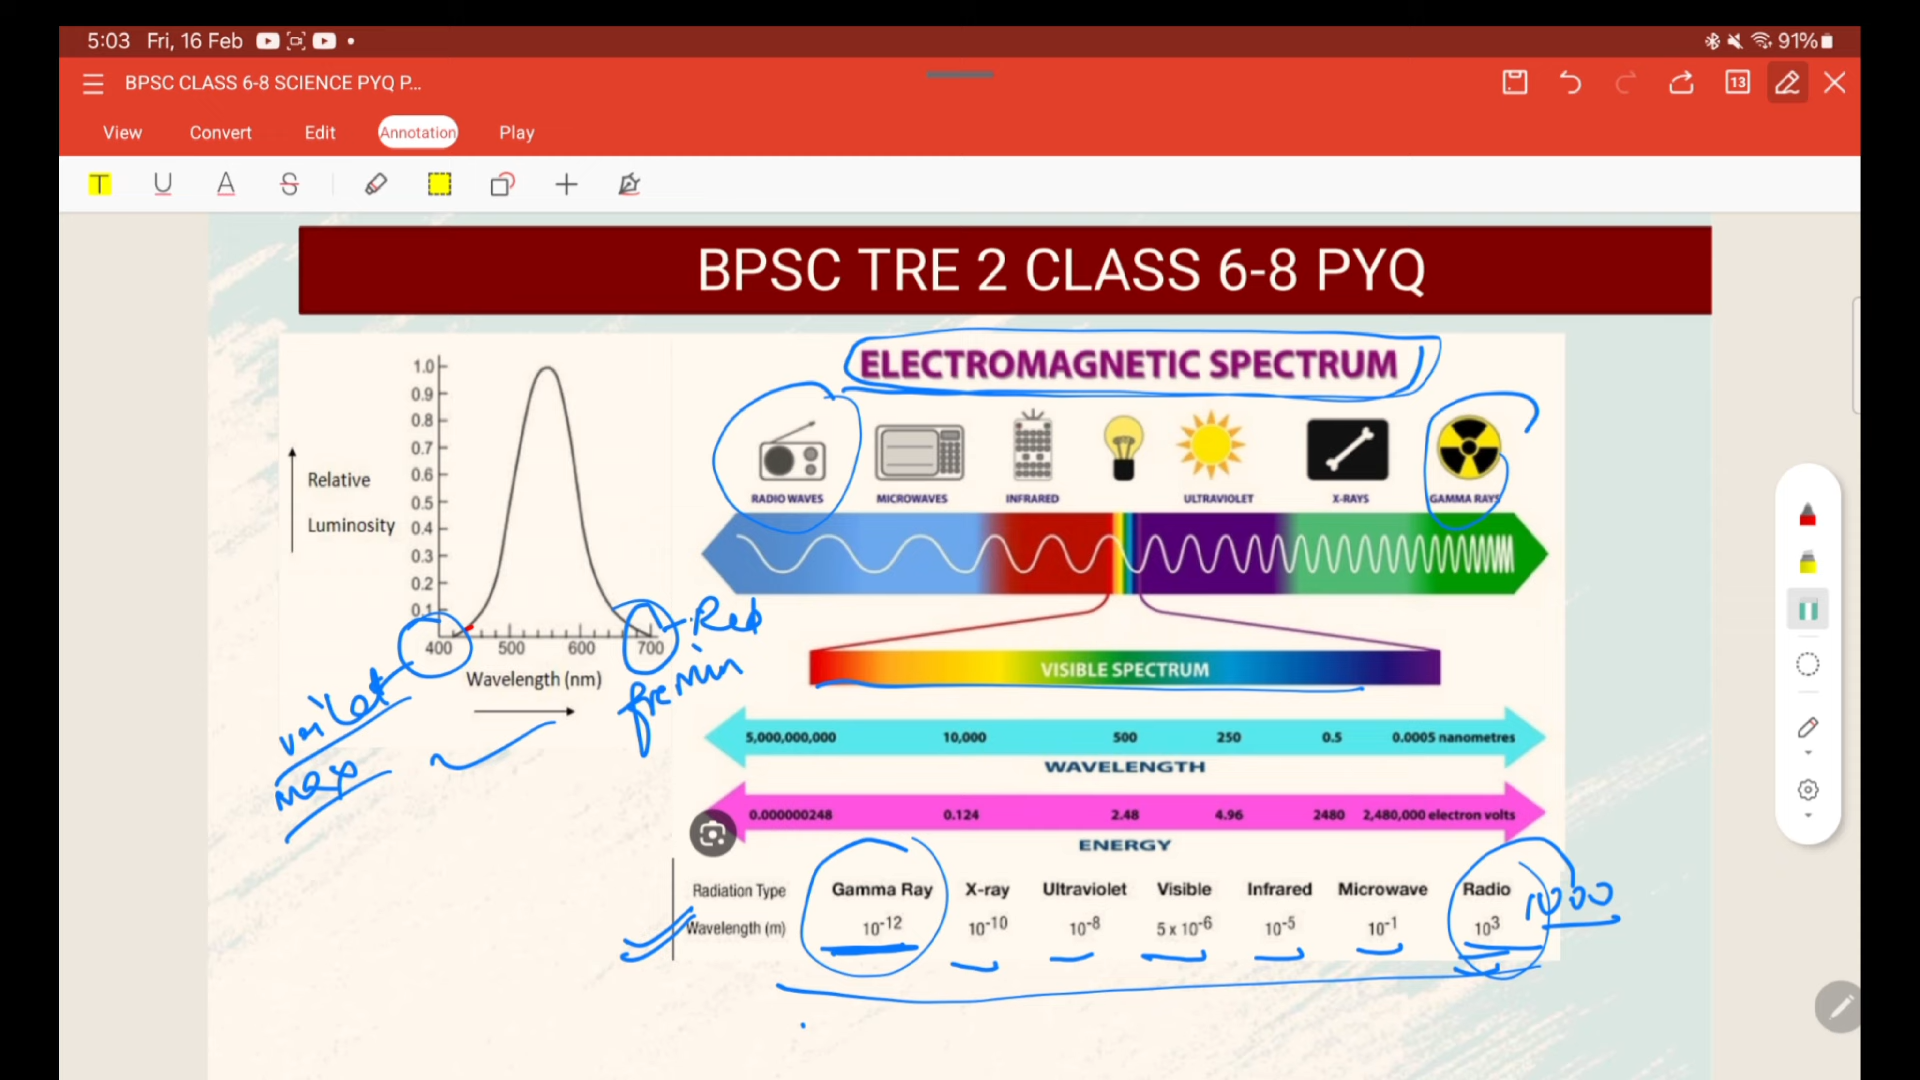 5:03 Fri, 16 Feb
91%
BPSC CLASS 6-8 SCIENCE PYQ P...
13
View Convert Edit Annotation Play
T U A S
BPSC TRE 2 CLASS 6-8 PYQ
ELECTROMAGNETIC SPECTRUM
RADIO WAVES MICROWAVES INFRARED ULTRAVIOLET X-RAYS GAMMA RAYS
1.0
0.9
0.8
0.7
0.6
0.5
0.4
0.3
0.2
0.1
Relative
Luminosity
400 500 600 700
Wavelength (nm)
Red
fre min
voilet
max
VISIBLE SPECTRUM
5,000,000,000 10,000 500 250 0.5 0.0005 nanometres
WAVELENGTH
0.000000248 0.124 2.48 4.96 2480 2,480,000 electron volts
ENERGY
Radiation Type Gamma Ray X-ray Ultraviolet Visible Infrared Microwave Radio
Wavelength (m) 10⁻¹² 10⁻¹⁰ 10⁻⁸ 5 x 10⁻⁶ 10⁻⁵ 10⁻¹ 10³
1000